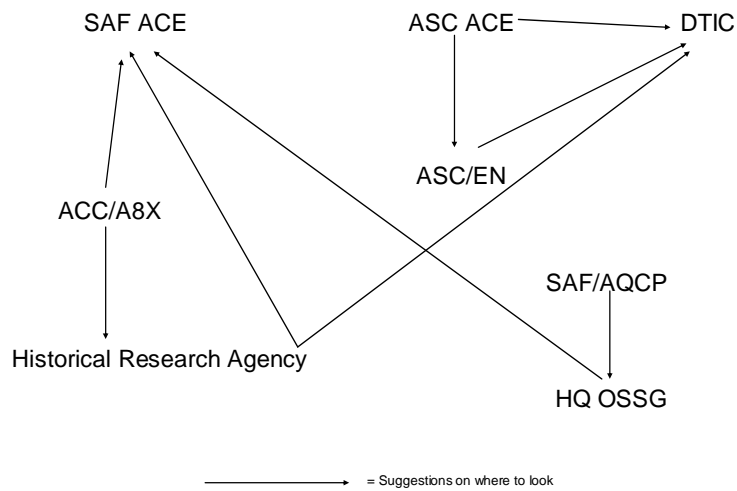 SAF ACE
ASC ACE
DTIC
ASC/EN
ACC/A8X
SAF/AQCP
Historical Research Agency
HQ OSSG
= Suggestions on where to look